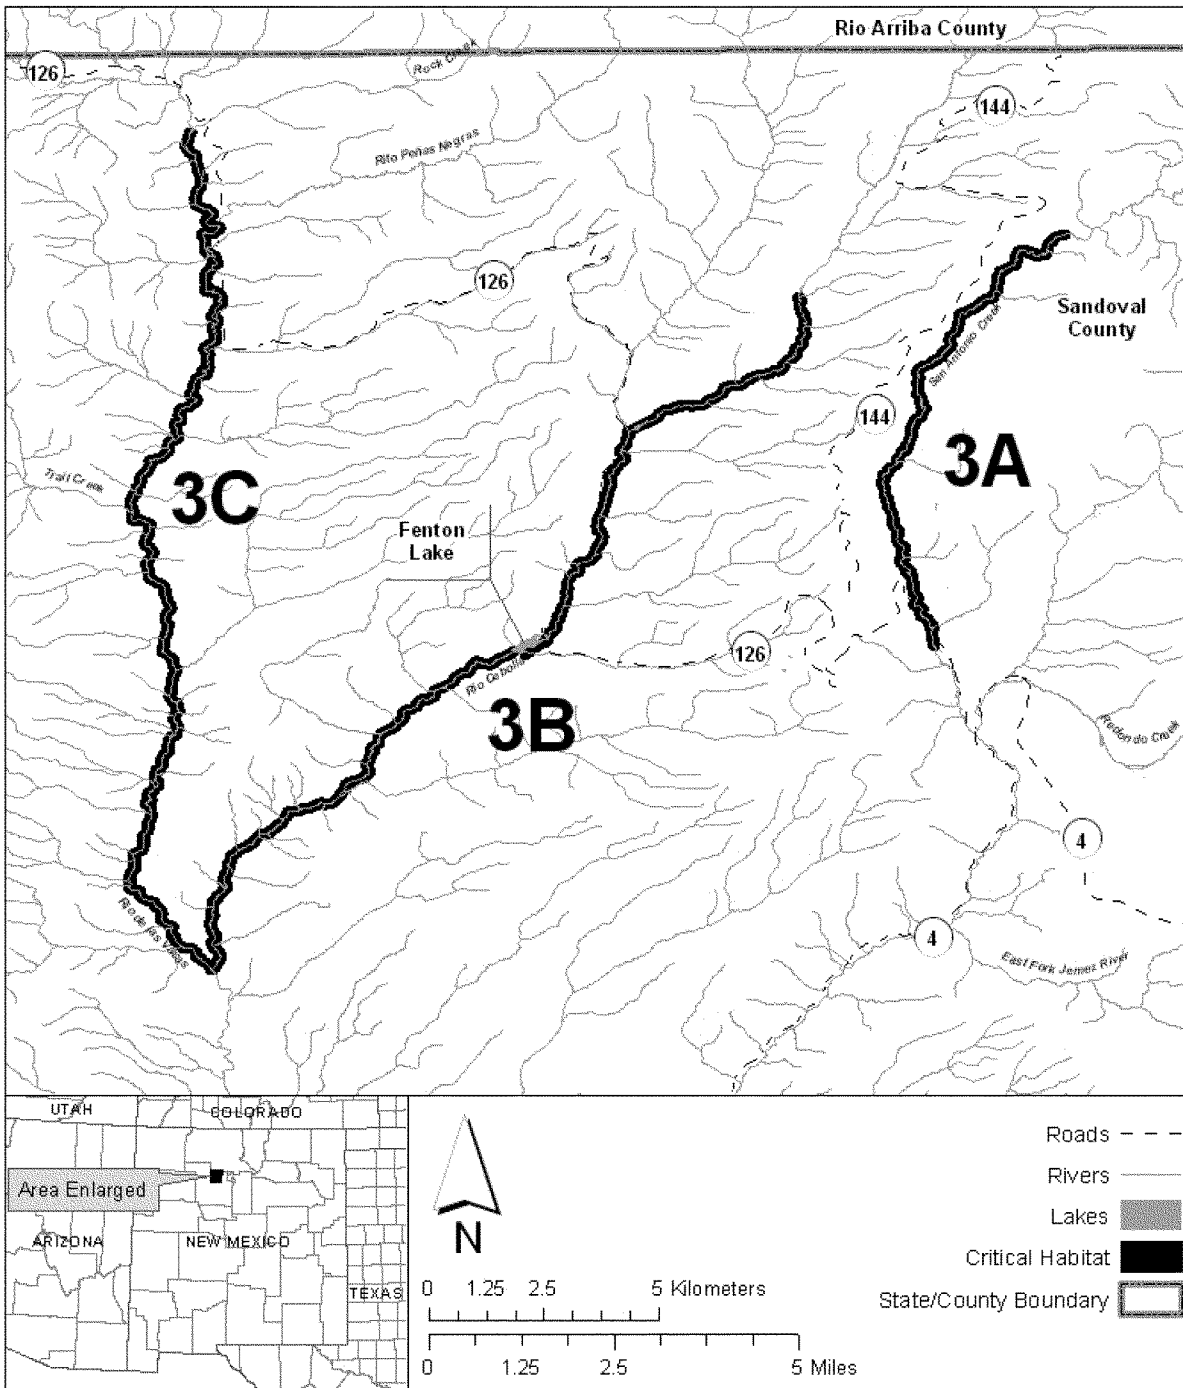 Rio Arriba County
126
Rock Creek
144
Rito Peñas Negras
126
Sandoval
County
San Antonio Creek
144
3A
Trail Creek
3C
Fenton
Lake
126
Rio Cebolla
3B
Redondo Creek
4
Rio de las Vacas
4
East Fork Jemez River
UTAH
COLORADO
Area Enlarged
ARIZONA
NEW MEXICO
TEXAS
N
0 1.25 2.5 5 Kilometers
0 1.25 2.5 5 Miles
Roads
Rivers
Lakes
Critical Habitat
State/County Boundary